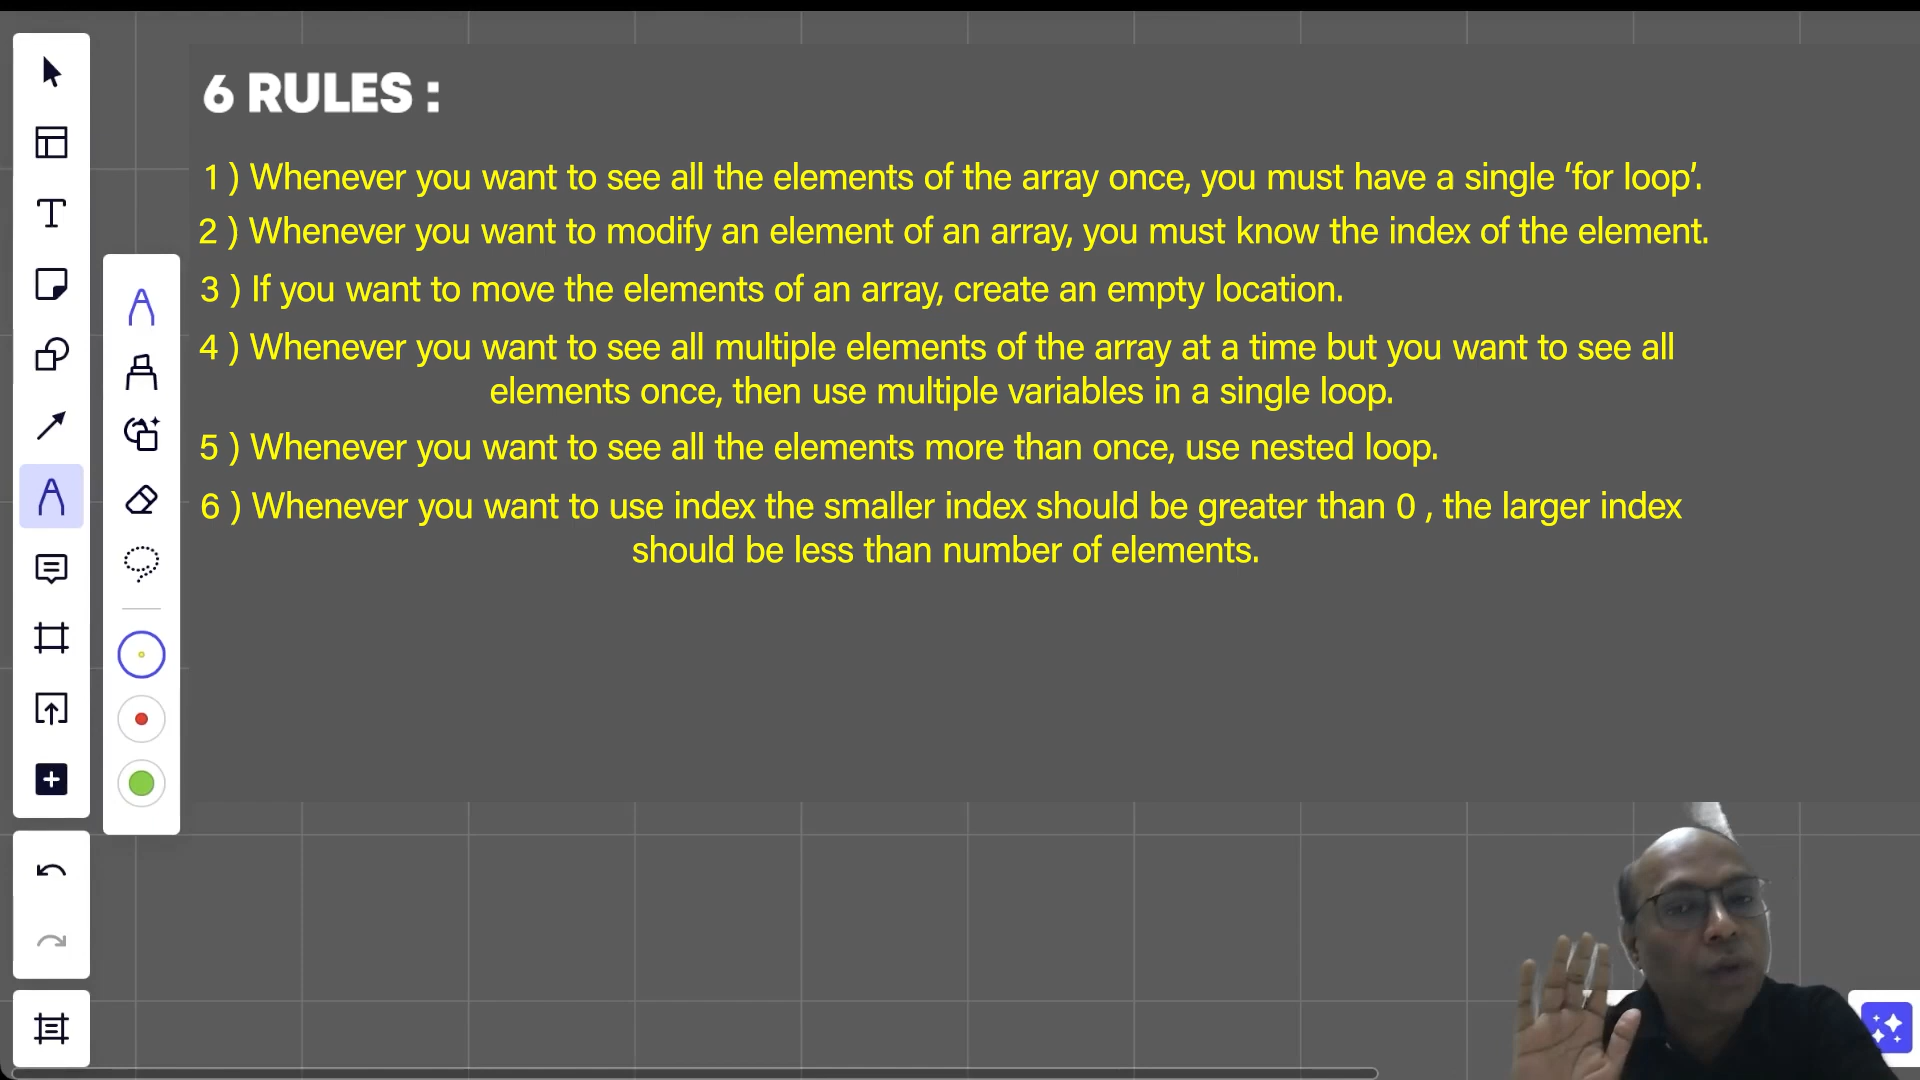 6 RULES :
1 ) Whenever you want to see all the elements of the array once, you must have a single ‘for loop’.
2 ) Whenever you want to modify an element of an array, you must know the index of the element.
3 ) If you want to move the elements of an array, create an empty location.
4 ) Whenever you want to see all multiple elements of the array at a time but you want to see all
elements once, then use multiple variables in a single loop.
5 ) Whenever you want to see all the elements more than once, use nested loop.
6 ) Whenever you want to use index the smaller index should be greater than 0 , the larger index
should be less than number of elements.